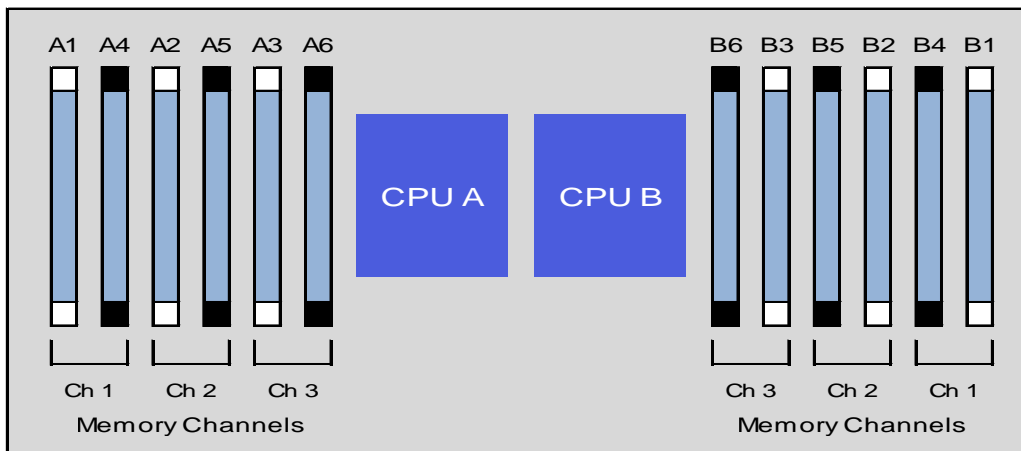 A1 A4 A2 A5 A3 A6 B6 B3 B5 B2 B4 B1
CPU A CPU B
Ch 1 Ch 2 Ch 3 Ch 3 Ch 2 Ch 1
Memory Channels Memory Channels